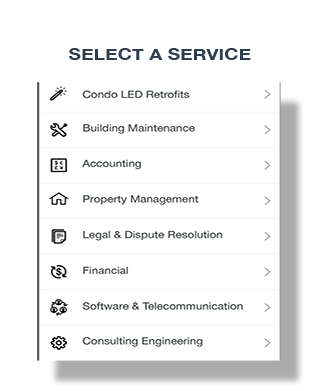 SELECT A SERVICE
Condo LED Retrofits
Building Maintenance
Accounting
Property Management
Legal & Dispute Resolution
Financial
Software & Telecommunication
Consulting Engineering